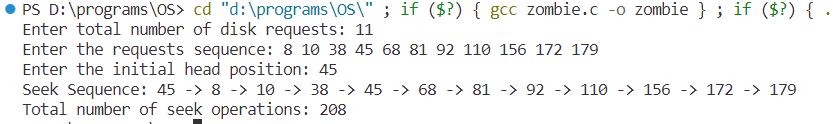 PS D:\programs\OS> cd "d:\programs\OS\" ; if ($?) { gcc zombie.c -o zombie } ; if ($?) { .
Enter total number of disk requests: 11
Enter the requests sequence: 8 10 38 45 68 81 92 110 156 172 179
Enter the initial head position: 45
Seek Sequence: 45 -> 8 -> 10 -> 38 -> 45 -> 68 -> 81 -> 92 -> 110 -> 156 -> 172 -> 179
Total number of seek operations: 208